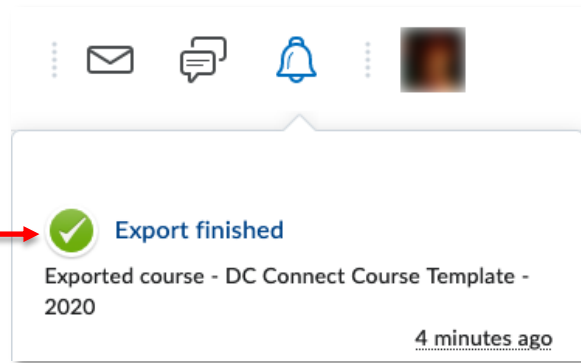 Export finished
Exported course - DC Connect Course Template -
2020
4 minutes ago